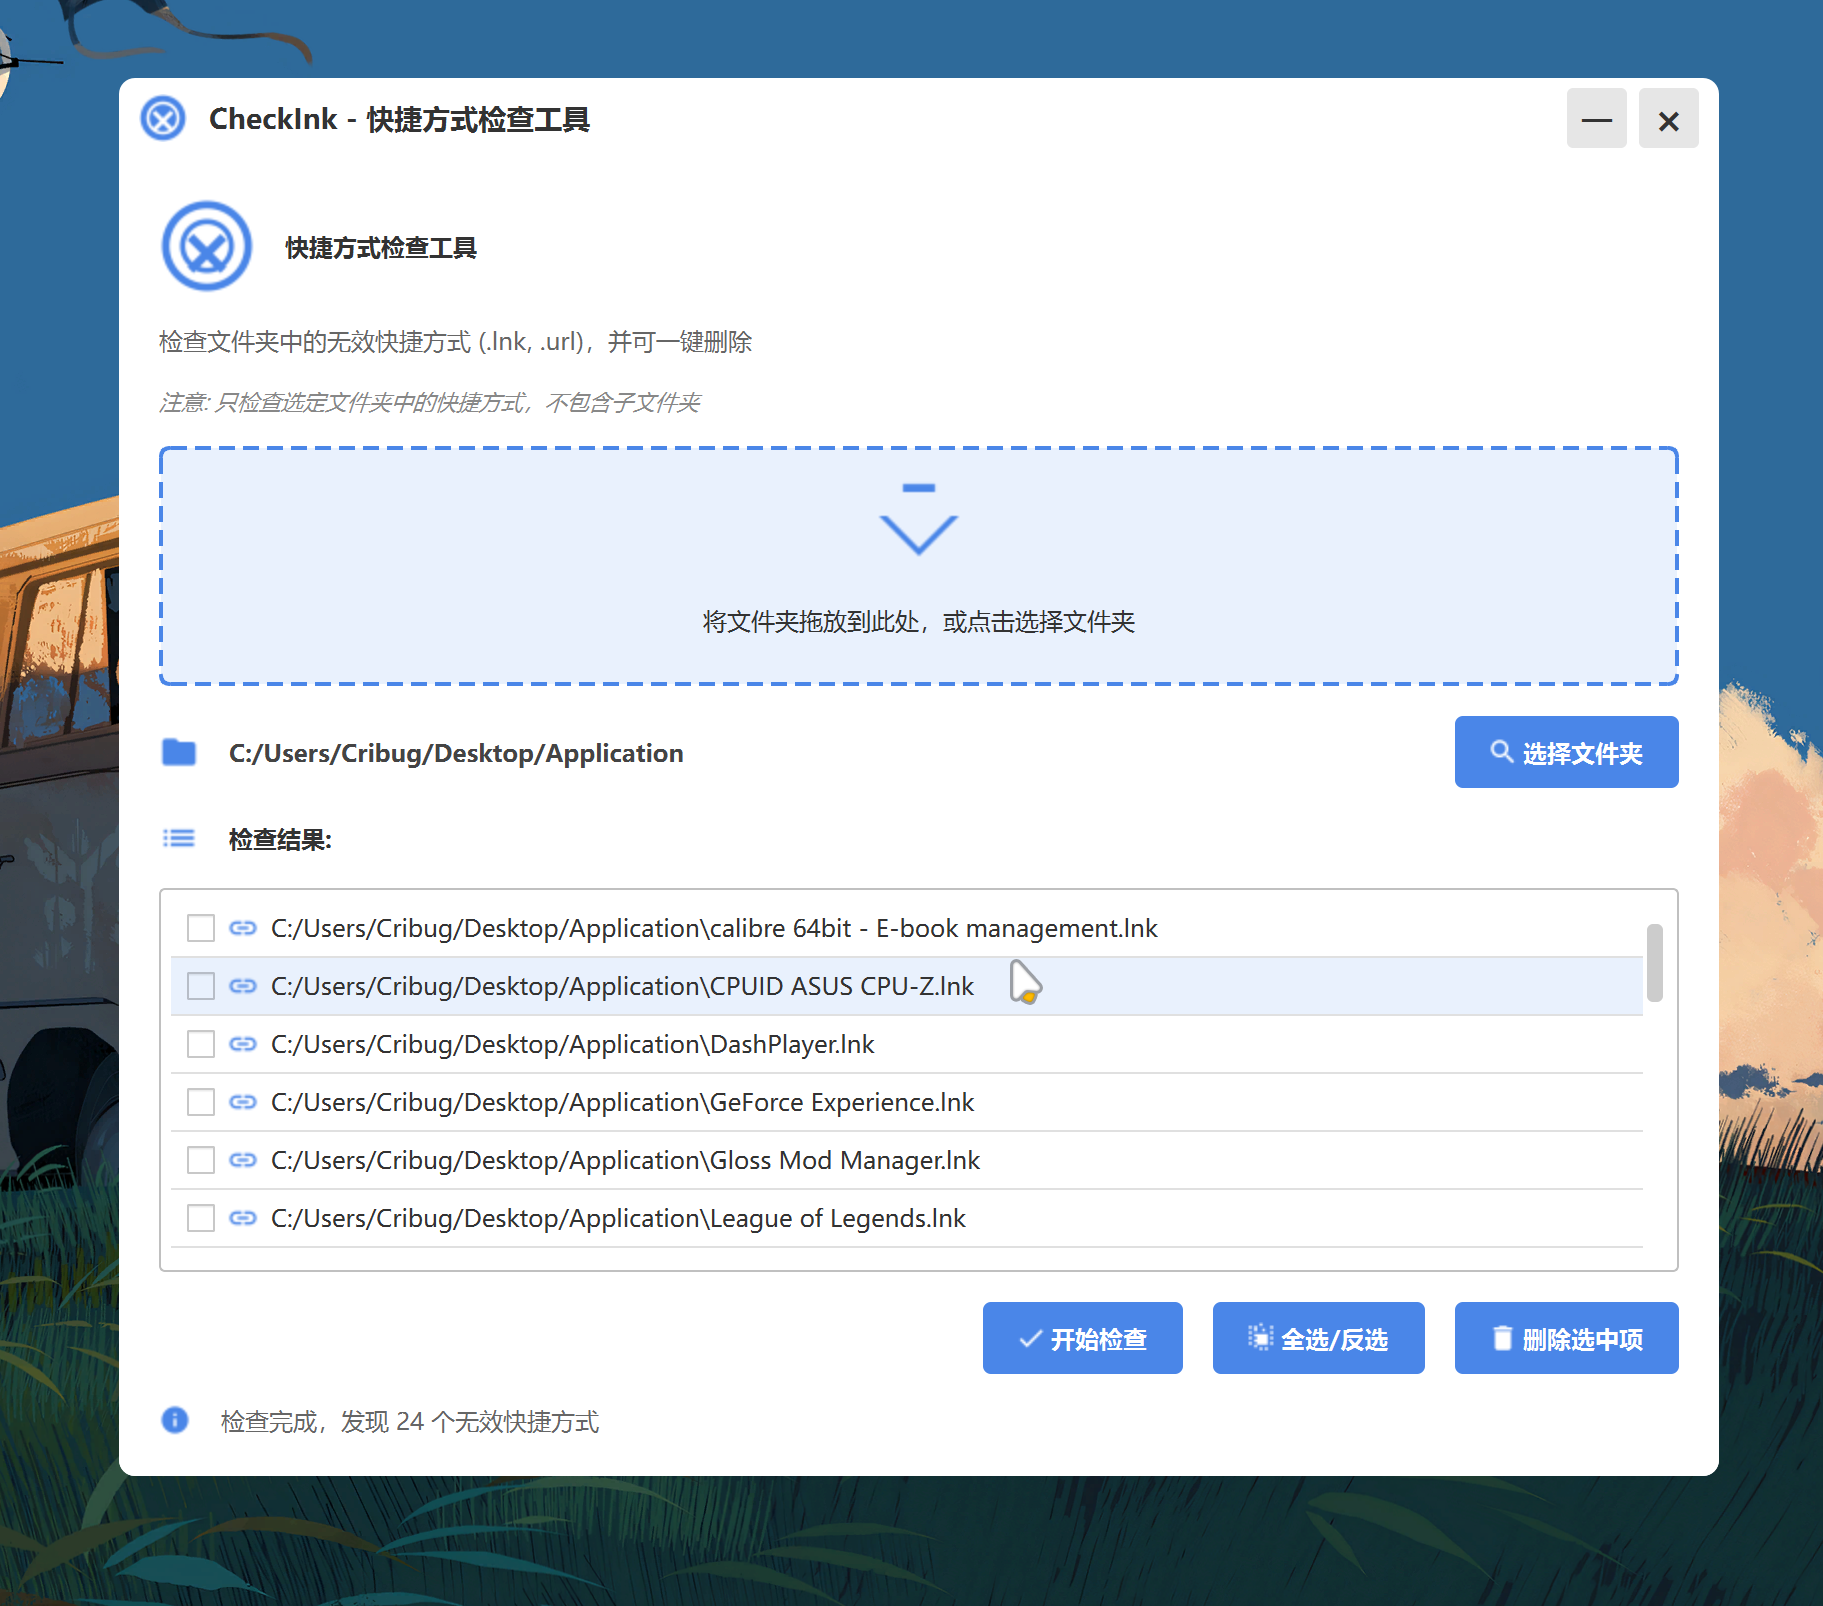 CheckInk - 快捷方式检查工具
快捷方式检查工具
检查文件夹中的无效快捷方式 (.lnk, .url)，并可一键删除
注意: 只检查选定文件夹中的快捷方式，不包含子文件夹
将文件夹拖放到此处，或点击选择文件夹
C:/Users/Cribug/Desktop/Application
选择文件夹
检查结果:
C:/Users/Cribug/Desktop/Application\calibre 64bit - E-book management.lnk
C:/Users/Cribug/Desktop/Application\CPUID ASUS CPU-Z.lnk
C:/Users/Cribug/Desktop/Application\DashPlayer.lnk
C:/Users/Cribug/Desktop/Application\GeForce Experience.lnk
C:/Users/Cribug/Desktop/Application\Gloss Mod Manager.lnk
C:/Users/Cribug/Desktop/Application\League of Legends.lnk
开始检查
全选/反选
删除选中项
检查完成，发现 24 个无效快捷方式